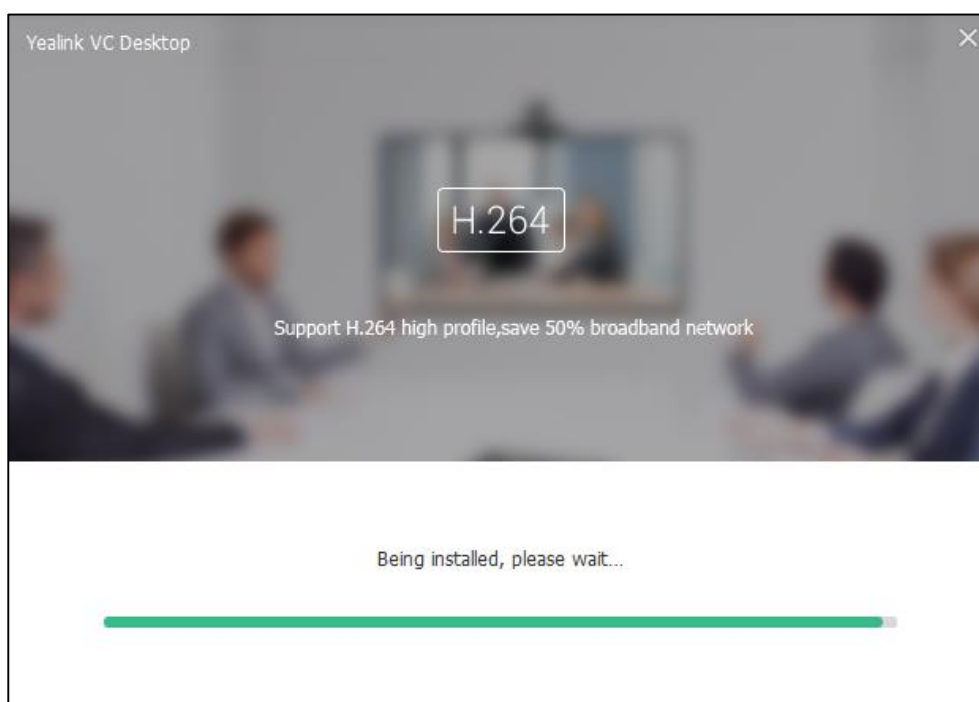 Yealink VC Desktop
H.264
Support H.264 high profile,save 50% broadband network
Being installed, please wait...